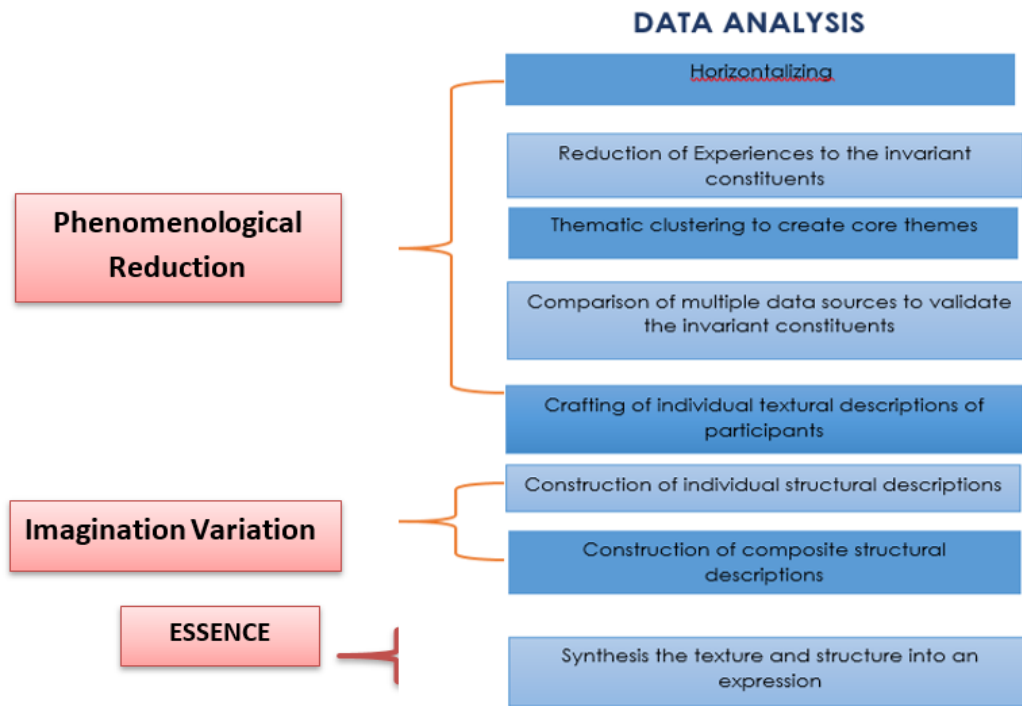 DATA ANALYSIS
Horizontalizing
Reduction of Experiences to the invariant
constituents
Phenomenological
Reduction
Thematic clustering to create core themes
Comparison of multiple data sources to validate
the invariant constituents
Crafting of individual textural descriptions of
participants
Construction of individual structural descriptions
Imagination Variation
Construction of composite structural
descriptions
ESSENCE
Synthesis the texture and structure into an
expression